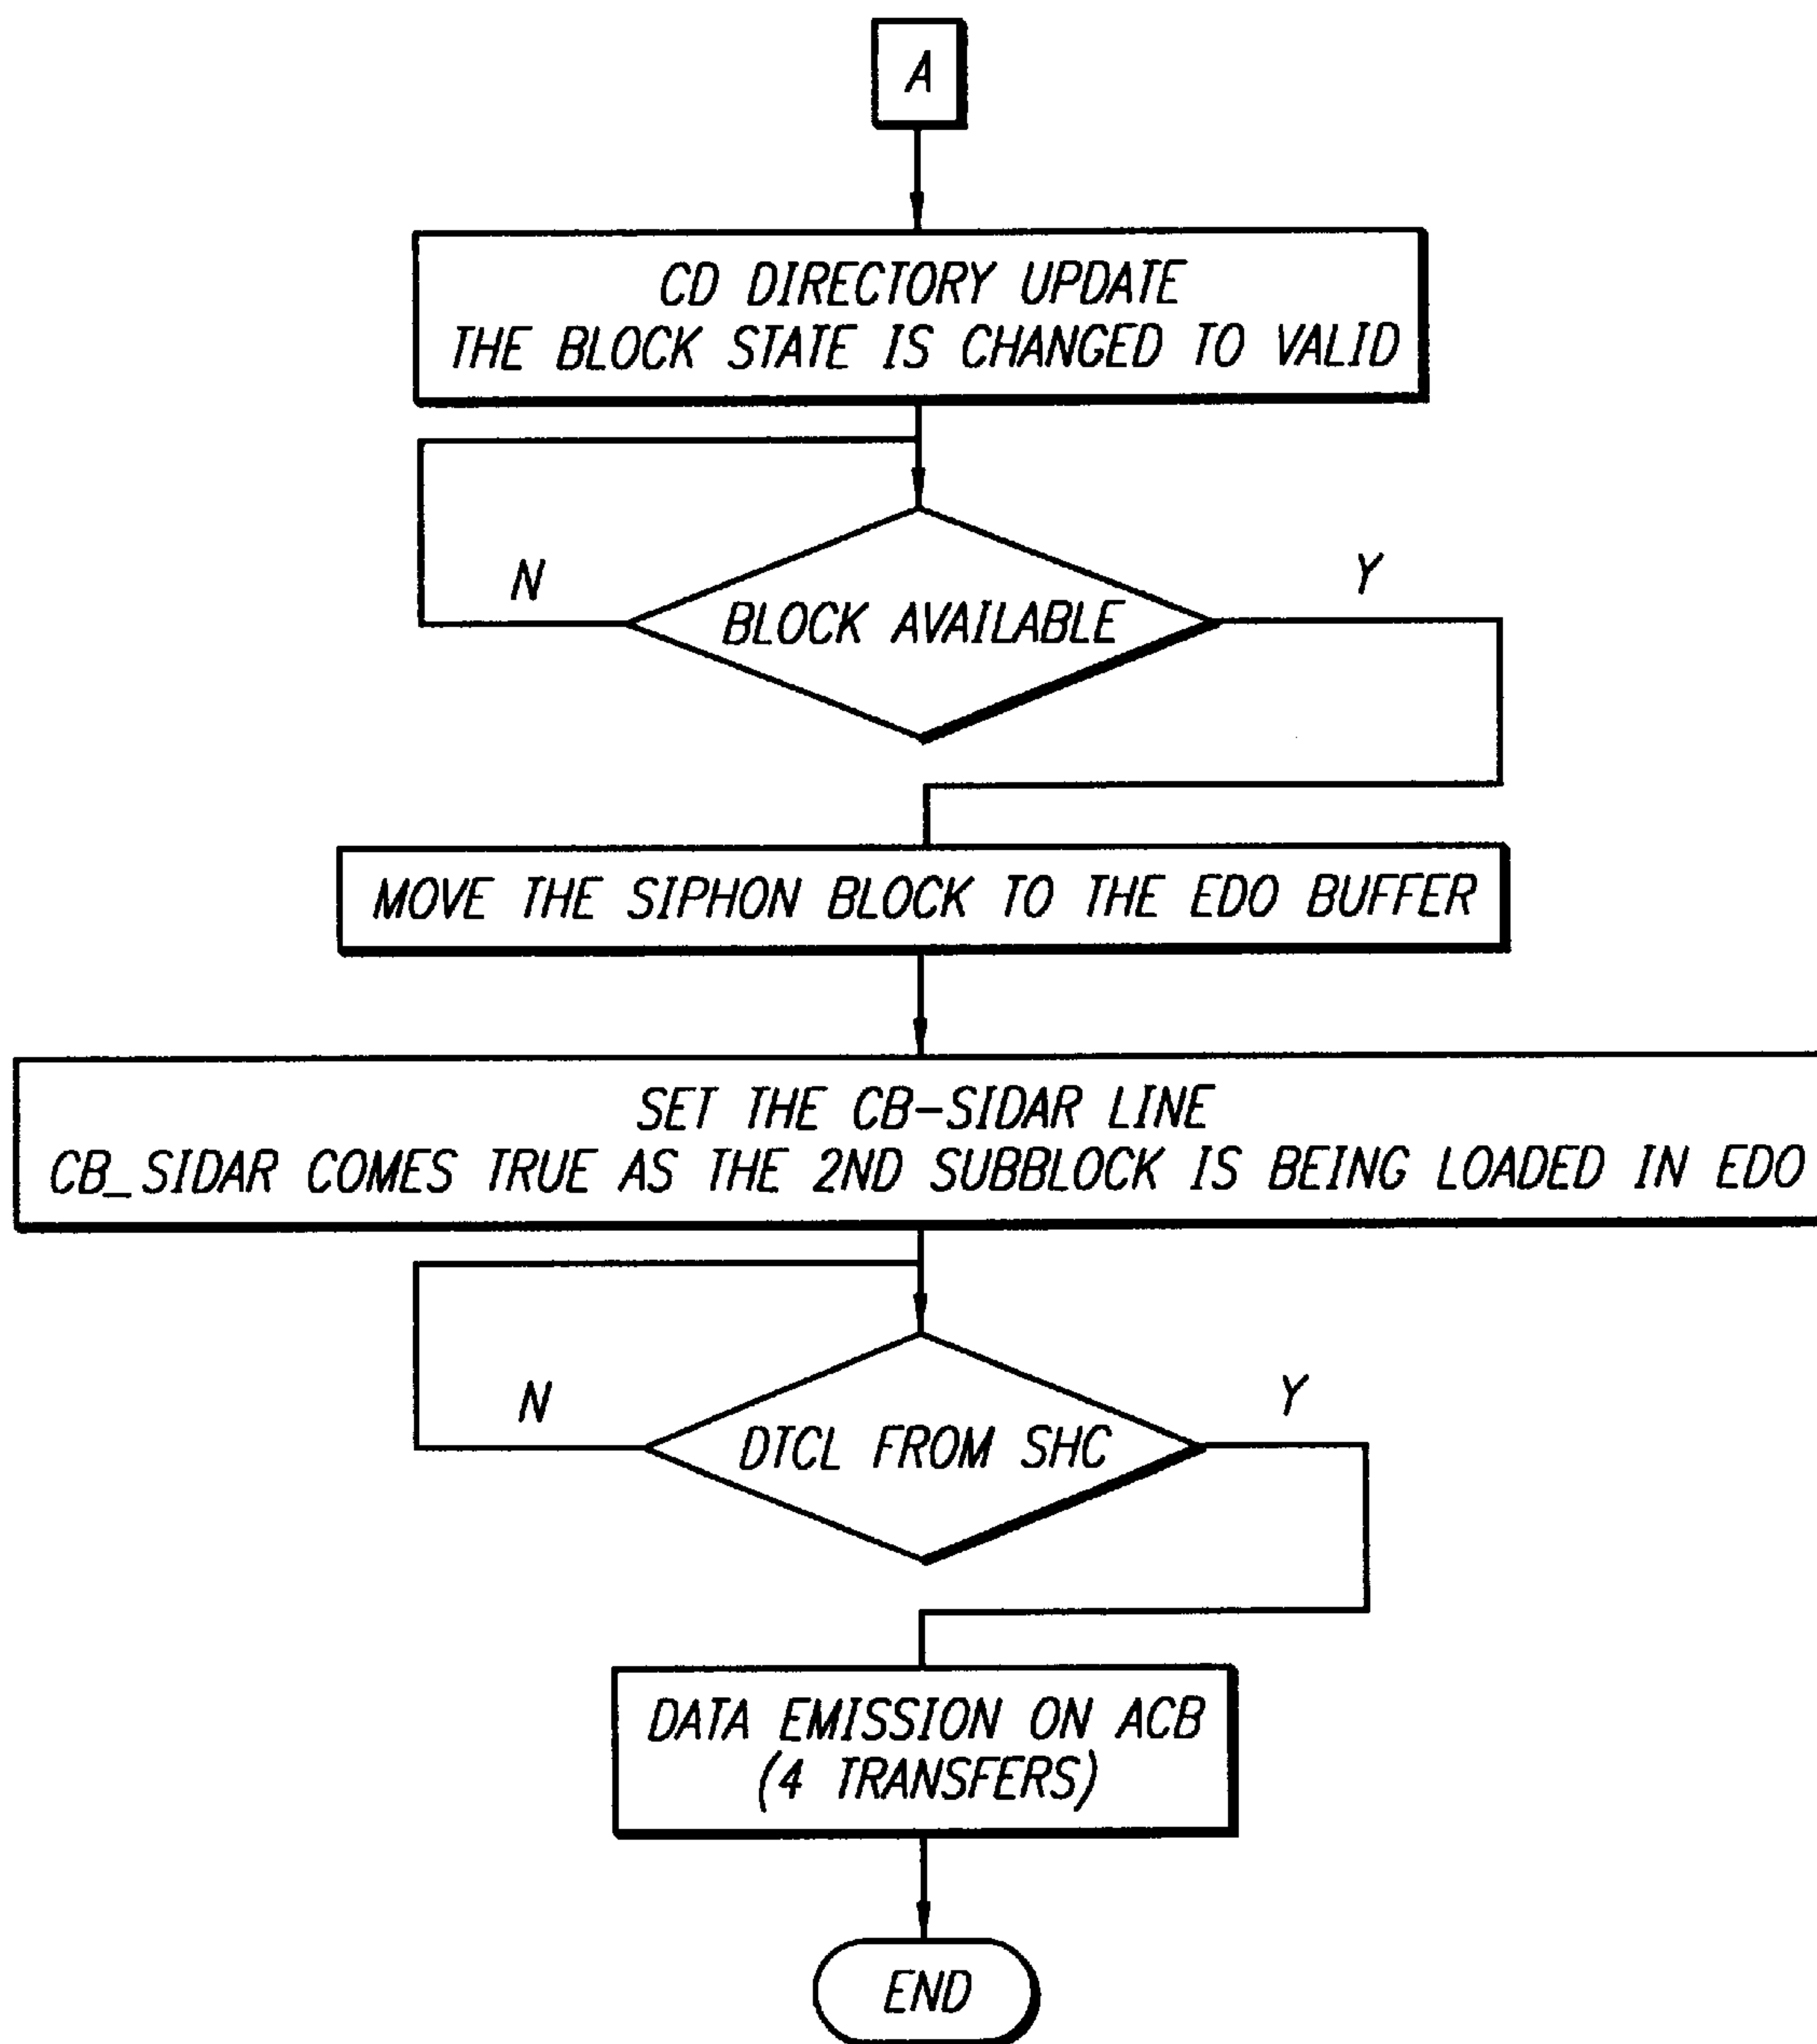 A
CD DIRECTORY UPDATE
THE BLOCK STATE IS CHANGED TO VALID
N
Y
BLOCK AVAILABLE
MOVE THE SIPHON BLOCK TO THE EDO BUFFER
SET THE CB-SIDAR LINE
CB_SIDAR COMES TRUE AS THE 2ND SUBBLOCK IS BEING LOADED IN EDO
N
Y
DTCL FROM SHC
DATA EMISSION ON ACB
(4 TRANSFERS)
END